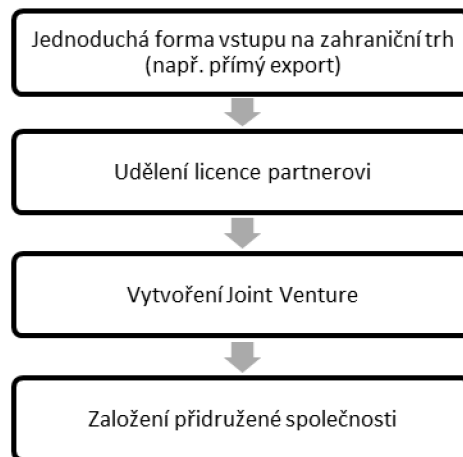 Jednoduchá forma vstupu na zahraniční trh
(např. přímý export)
Udělení licence partnerovi
Vytvoření Joint Venture
Založení přidružené společnosti